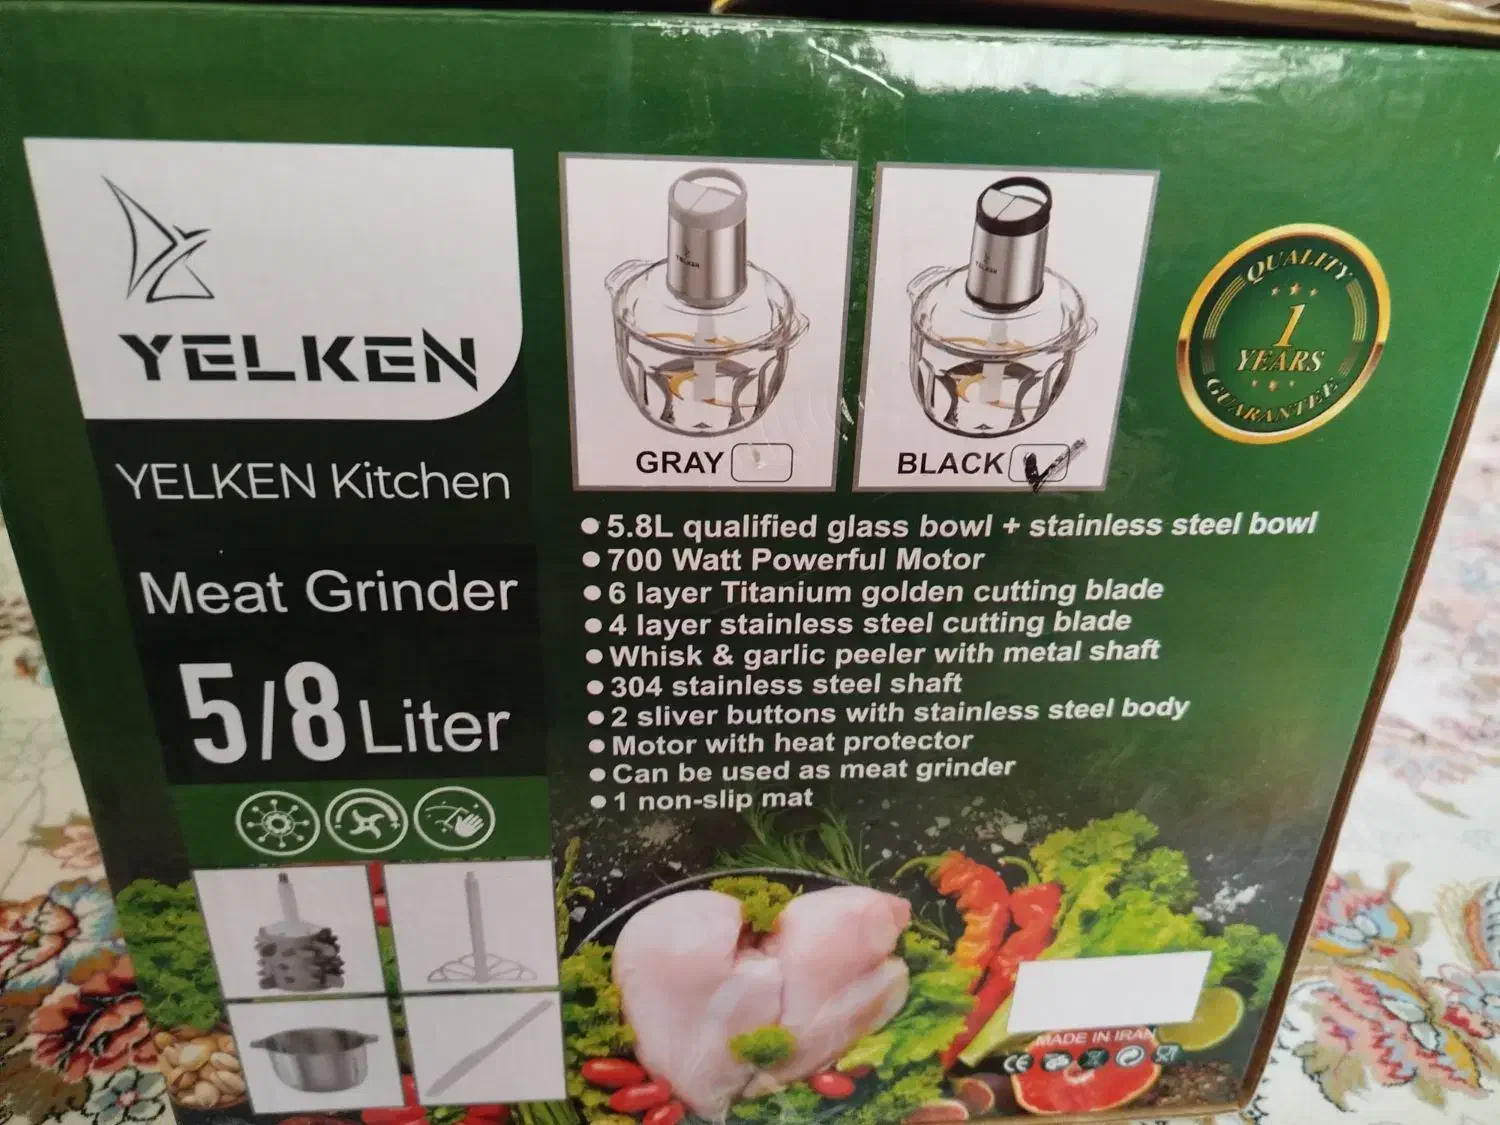 YELKEN
YELKEN Kitchen
Meat Grinder
5/8 Liter
YELKEN
GRAY
YELKEN
BLACK
QUALITY
1
YEARS
GUARANTEE
5.8L qualified glass bowl + stainless steel bowl
700 Watt Powerful Motor
6 layer Titanium golden cutting blade
4 layer stainless steel cutting blade
Whisk & garlic peeler with metal shaft
304 stainless steel shaft
2 sliver buttons with stainless steel body
Motor with heat protector
Can be used as meat grinder
1 non-slip mat
MADE IN IRAN
CE